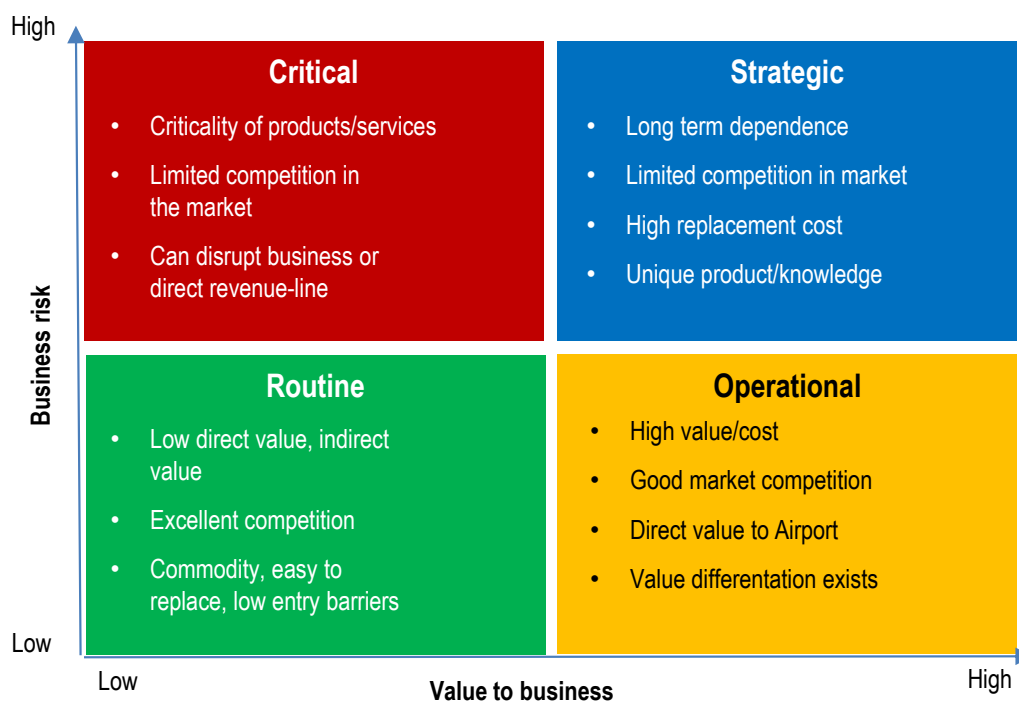 High
Critical
• Criticality of products/services
• Limited competition in
the market
• Can disrupt business or
direct revenue-line
Strategic
• Long term dependence
• Limited competition in market
• High replacement cost
• Unique product/knowledge
Business risk
Routine
• Low direct value, indirect
value
• Excellent competition
• Commodity, easy to
replace, low entry barriers
Operational
• High value/cost
• Good market competition
• Direct value to Airport
• Value differentation exists
Low
Low
Value to business
High